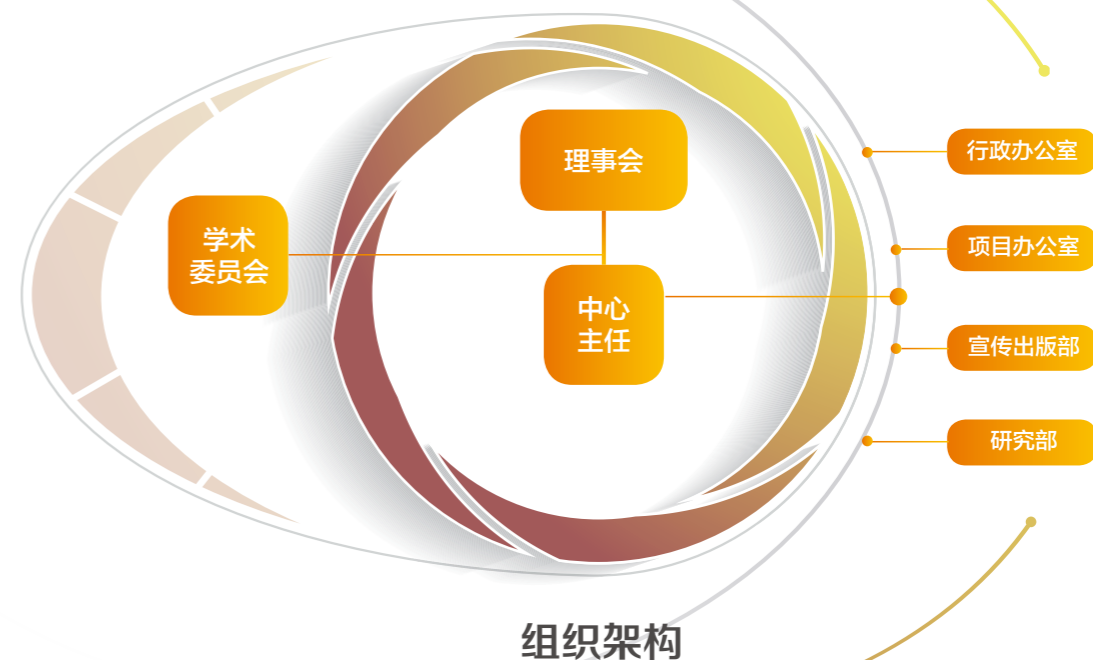 理事会
学术
委员会
中心
主任
行政办公室
项目办公室
宣传出版部
研究部
组织架构